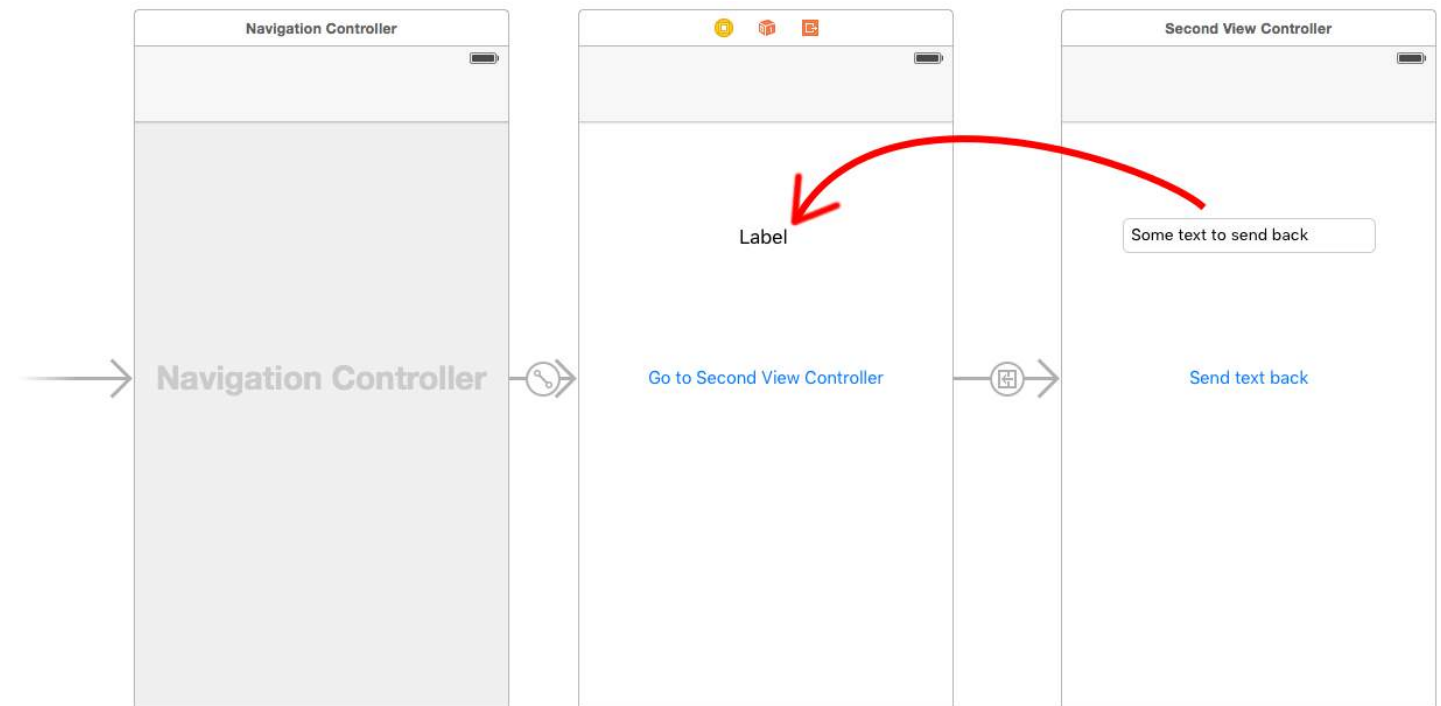 Navigation Controller
Second View Controller
Label
Some text to send back
Navigation Controller
Go to Second View Controller
Send text back